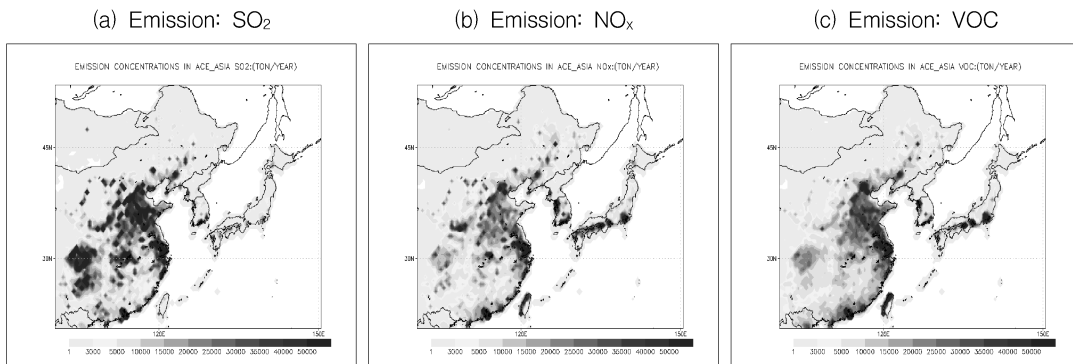 (a) Emission: SO₂
(b) Emission: NOₓ
(c) Emission: VOC
EMISSION CONCENTRATIONS IN ACE_ASIA SO2:(TON/YEAR)
45N
30N
120E
150E
1 3000 5000 10000 15000 20000 25000 30000 35000 40000 50000
EMISSION CONCENTRATIONS IN ACE_ASIA NOx:(TON/YEAR)
45N
30N
120E
150E
1 3000 5000 10000 15000 20000 25000 30000 35000 40000 50000
EMISSION CONCENTRATIONS IN ACE_ASIA VOC:(TON/YEAR)
45N
30N
120E
150E
1 3000 5000 10000 15000 20000 25000 30000 35000 40000 50000